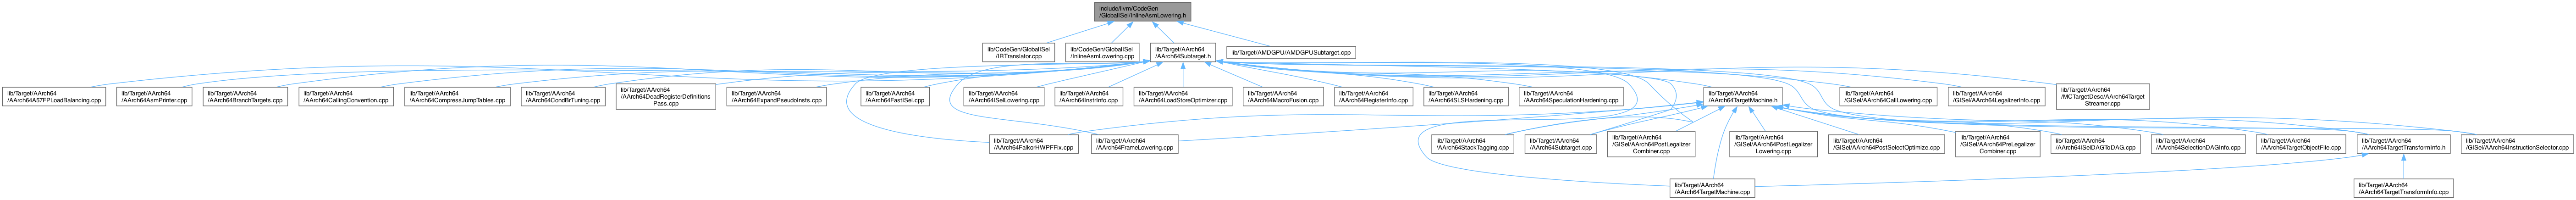 include/llvm/CodeGen
/GlobalISel/InlineAsmLowering.h
lib/CodeGen/GlobalISel
/IRTranslator.cpp
lib/CodeGen/GlobalISel
/InlineAsmLowering.cpp
lib/Target/AArch64
/AArch64Subtarget.h
lib/Target/AMDGPU/AMDGPUSubtarget.cpp
lib/Target/AArch64
/AArch64A57FPLoadBalancing.cpp
lib/Target/AArch64
/AArch64AsmPrinter.cpp
lib/Target/AArch64
/AArch64BranchTargets.cpp
lib/Target/AArch64
/AArch64CallingConvention.cpp
lib/Target/AArch64
/AArch64CompressJumpTables.cpp
lib/Target/AArch64
/AArch64CondBrTuning.cpp
lib/Target/AArch64
/AArch64DeadRegisterDefinitions
Pass.cpp
lib/Target/AArch64
/AArch64ExpandPseudoInsts.cpp
lib/Target/AArch64
/AArch64FastISel.cpp
lib/Target/AArch64
/AArch64ISelLowering.cpp
lib/Target/AArch64
/AArch64InstrInfo.cpp
lib/Target/AArch64
/AArch64LoadStoreOptimizer.cpp
lib/Target/AArch64
/AArch64MacroFusion.cpp
lib/Target/AArch64
/AArch64RegisterInfo.cpp
lib/Target/AArch64
/AArch64SLSHardening.cpp
lib/Target/AArch64
/AArch64SpeculationHardening.cpp
lib/Target/AArch64
/AArch64TargetMachine.h
lib/Target/AArch64
/GISel/AArch64CallLowering.cpp
lib/Target/AArch64
/GISel/AArch64LegalizerInfo.cpp
lib/Target/AArch64
/MCTargetDesc/AArch64Target
Streamer.cpp
lib/Target/AArch64
/AArch64FalkorHWPFFix.cpp
lib/Target/AArch64
/AArch64FrameLowering.cpp
lib/Target/AArch64
/AArch64StackTagging.cpp
lib/Target/AArch64
/AArch64Subtarget.cpp
lib/Target/AArch64
/GISel/AArch64PostLegalizer
Combiner.cpp
lib/Target/AArch64
/GISel/AArch64PostLegalizer
Lowering.cpp
lib/Target/AArch64
/GISel/AArch64PostSelectOptimize.cpp
lib/Target/AArch64
/GISel/AArch64PreLegalizer
Combiner.cpp
lib/Target/AArch64
/AArch64ISelDAGToDAG.cpp
lib/Target/AArch64
/AArch64SelectionDAGInfo.cpp
lib/Target/AArch64
/AArch64TargetObjectFile.cpp
lib/Target/AArch64
/AArch64TargetTransformInfo.h
lib/Target/AArch64
/GISel/AArch64InstructionSelector.cpp
lib/Target/AArch64
/AArch64TargetMachine.cpp
lib/Target/AArch64
/AArch64TargetTransformInfo.cpp